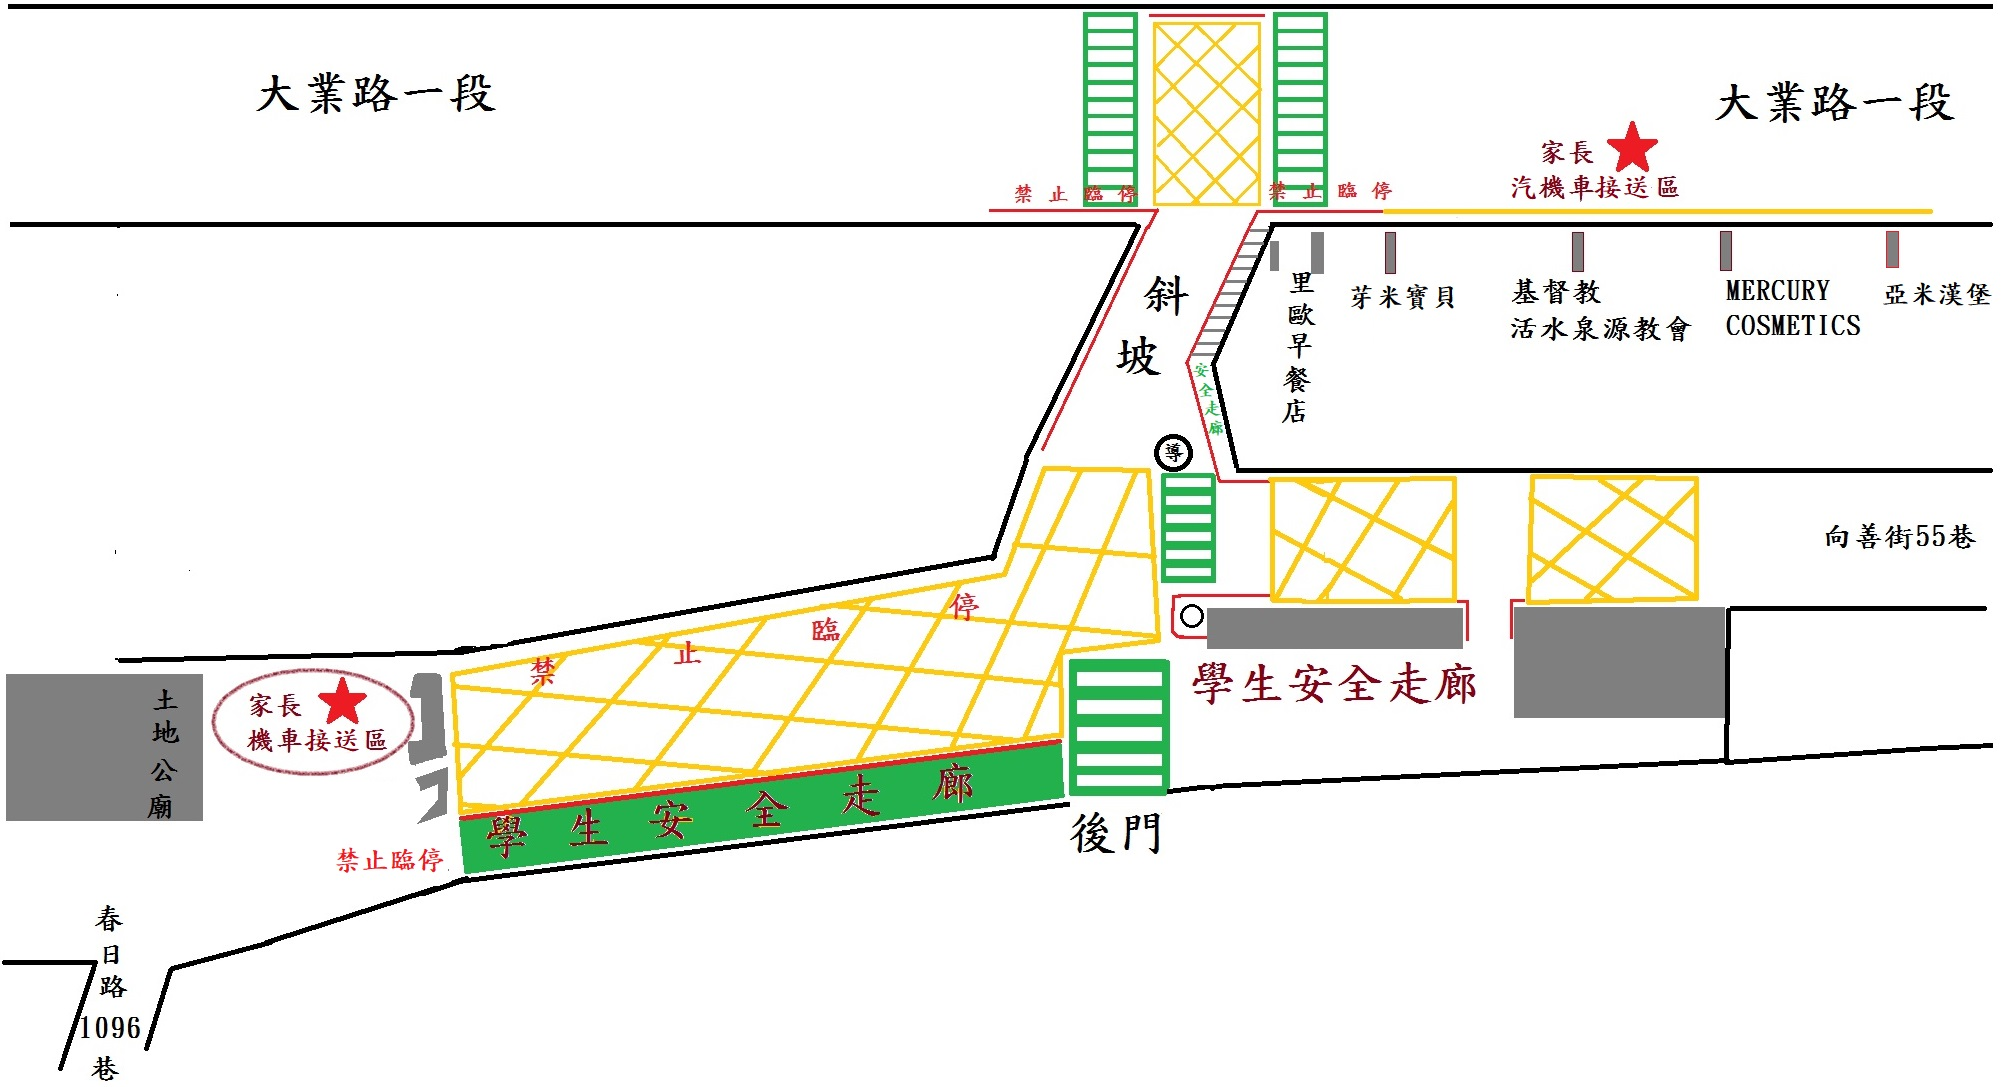 大業路一段
大業路一段
家長
汽機車接送區
禁止臨停
禁止臨停
斜坡
安全走廊
里歐早餐店
芽米寶貝
基督教
活水泉源教會
MERCURY
COSMETICS
亞米漢堡
導
向善街55巷
禁止臨停
學生安全走廊
土地公廟
家長
機車接送區
學生安全走廊
後門
禁止臨停
春日路
1096
巷